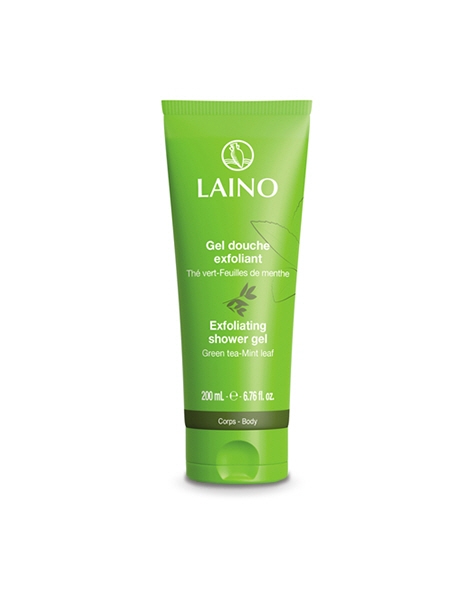 LAINO
Gel douche
exfoliant
Thé vert-Feuilles de menthe
Exfoliating
shower gel
Green tea-Mint leaf
200 mL - ℮ - 6.76 fl. oz.
Corps - Body